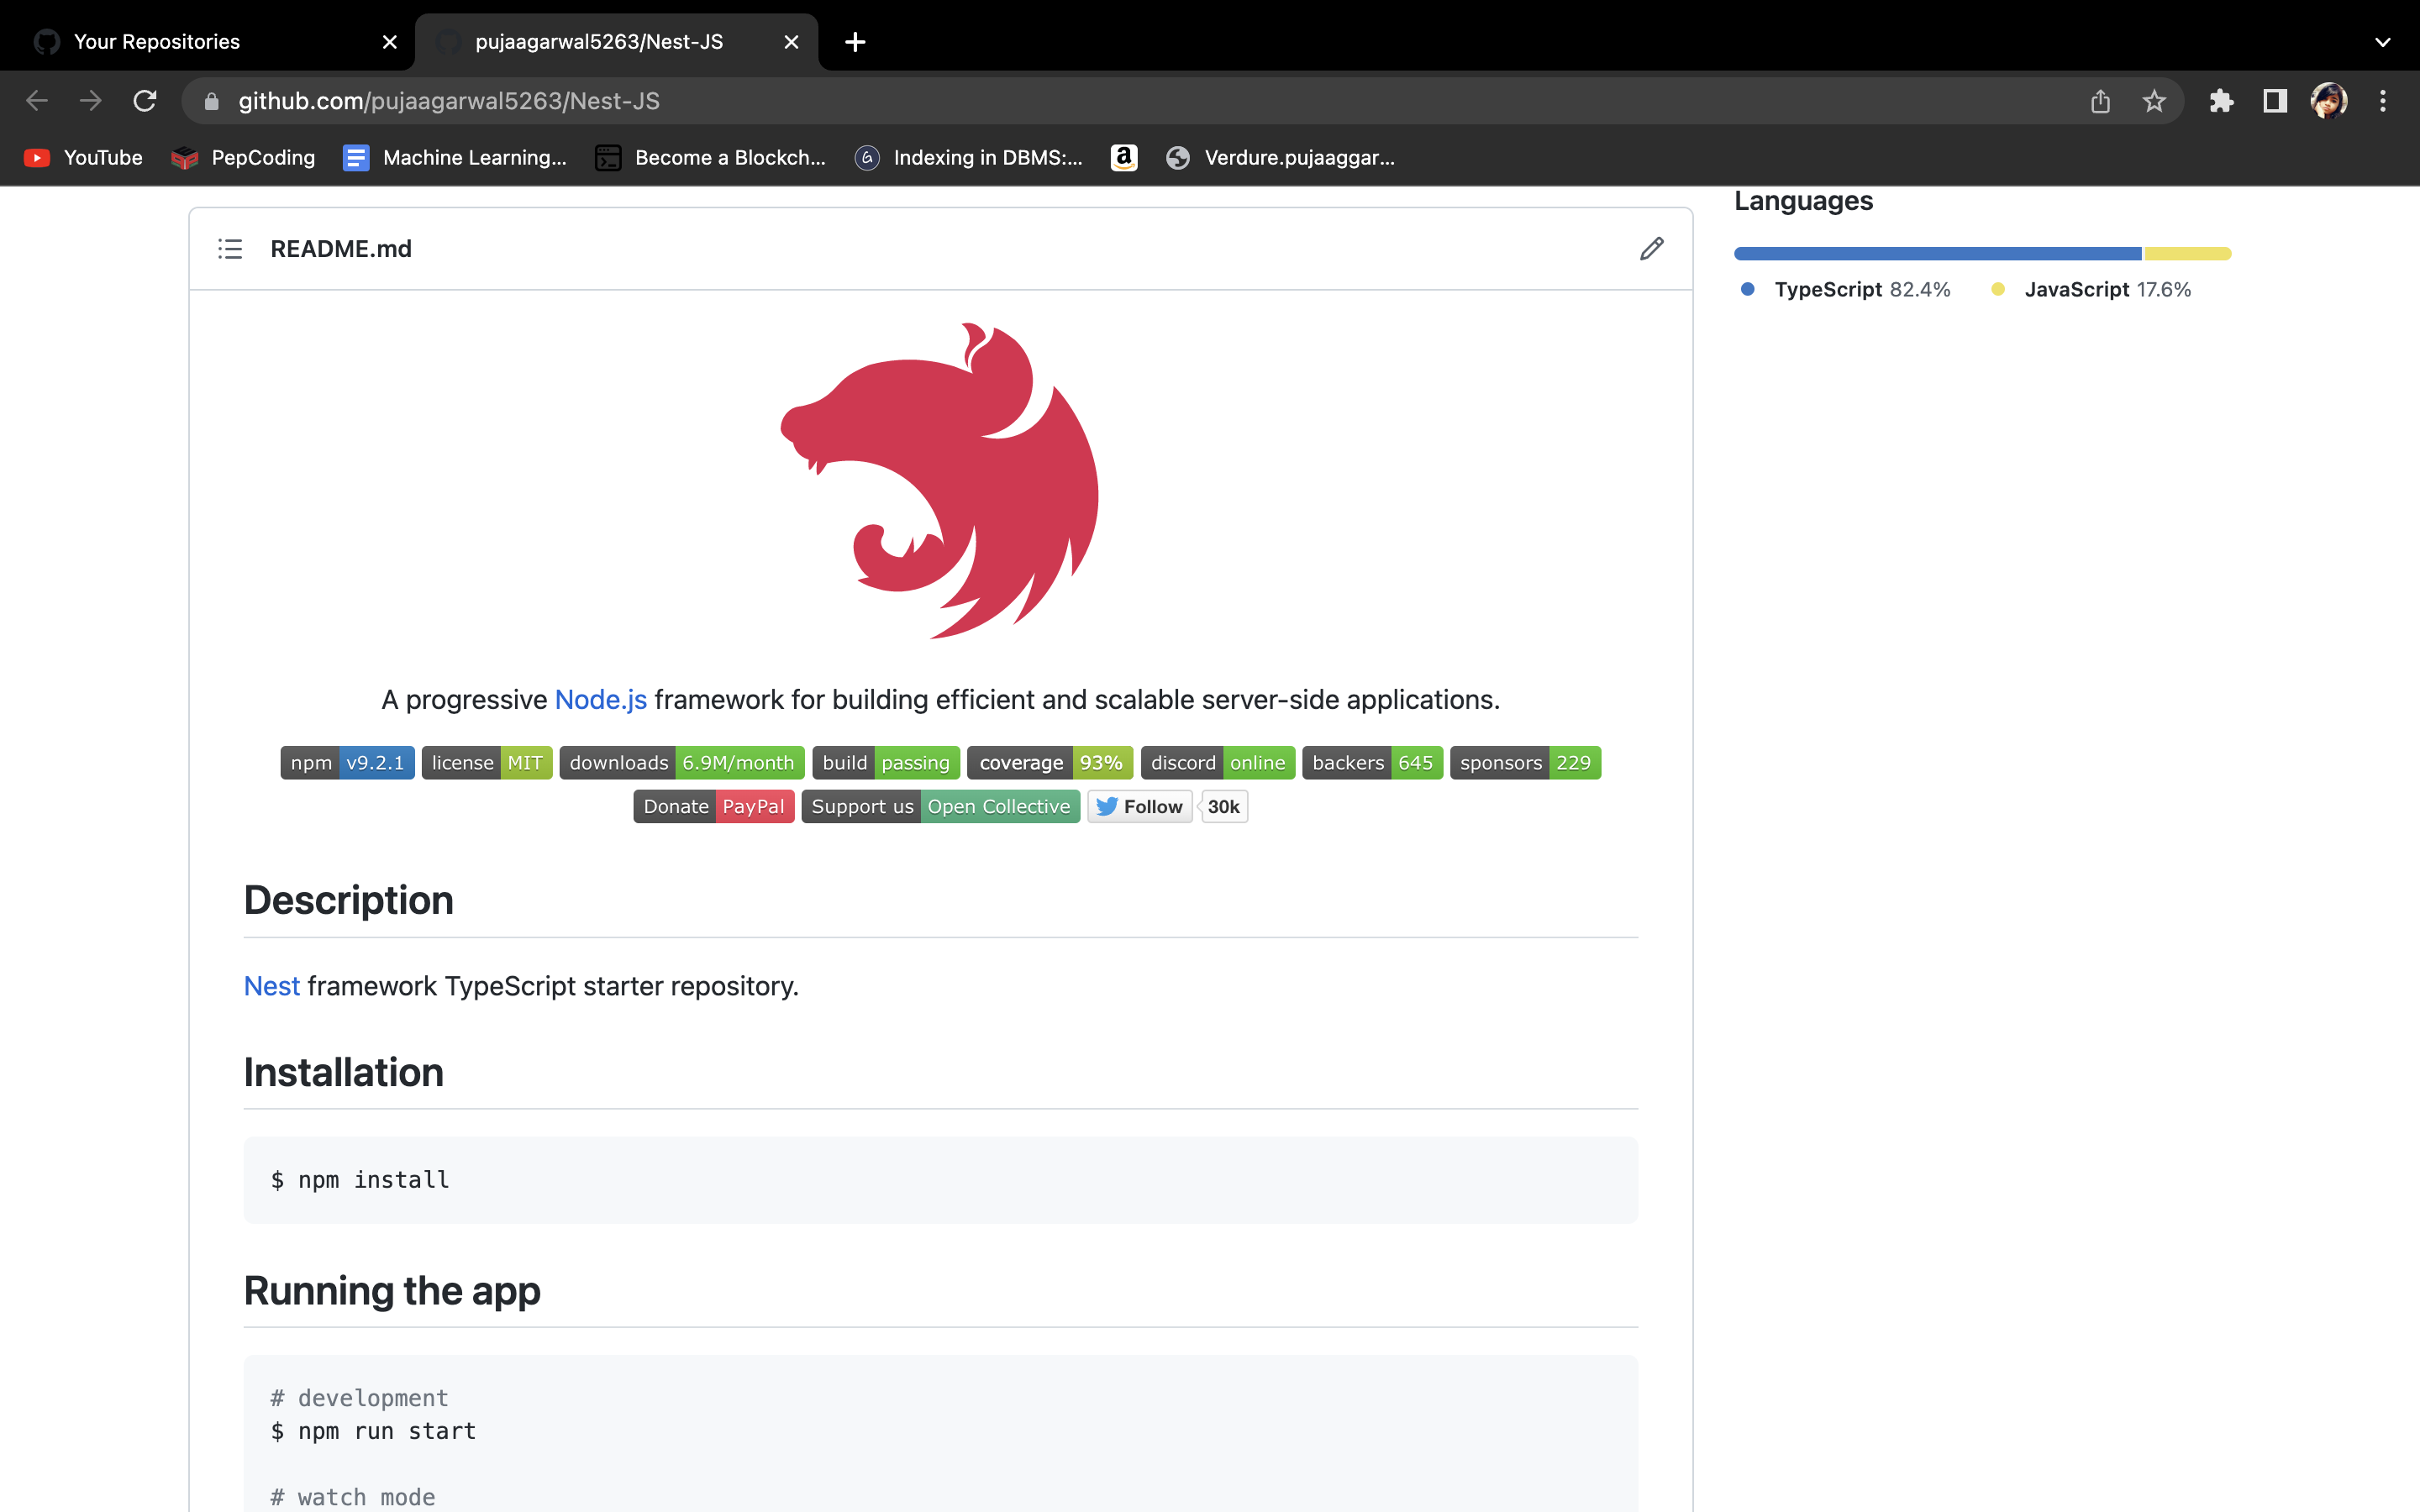 Your Repositories
pujaagarwal5263/Nest-JS
github.com/pujaagarwal5263/Nest-JS
YouTube
PepCoding
Machine Learning...
Become a Blockch...
Indexing in DBMS:...
a
Verdure.pujaaggar...
README.md
A progressive Node.js framework for building efficient and scalable server-side applications.
npm v9.2.1 license MIT downloads 6.9M/month build passing coverage 93% discord online backers 645 sponsors 229
Donate PayPal Support us Open Collective Follow 30k
Description
Nest framework TypeScript starter repository.
Installation
$ npm install
Running the app
# development
$ npm run start
# watch mode
Languages
TypeScript 82.4% JavaScript 17.6%